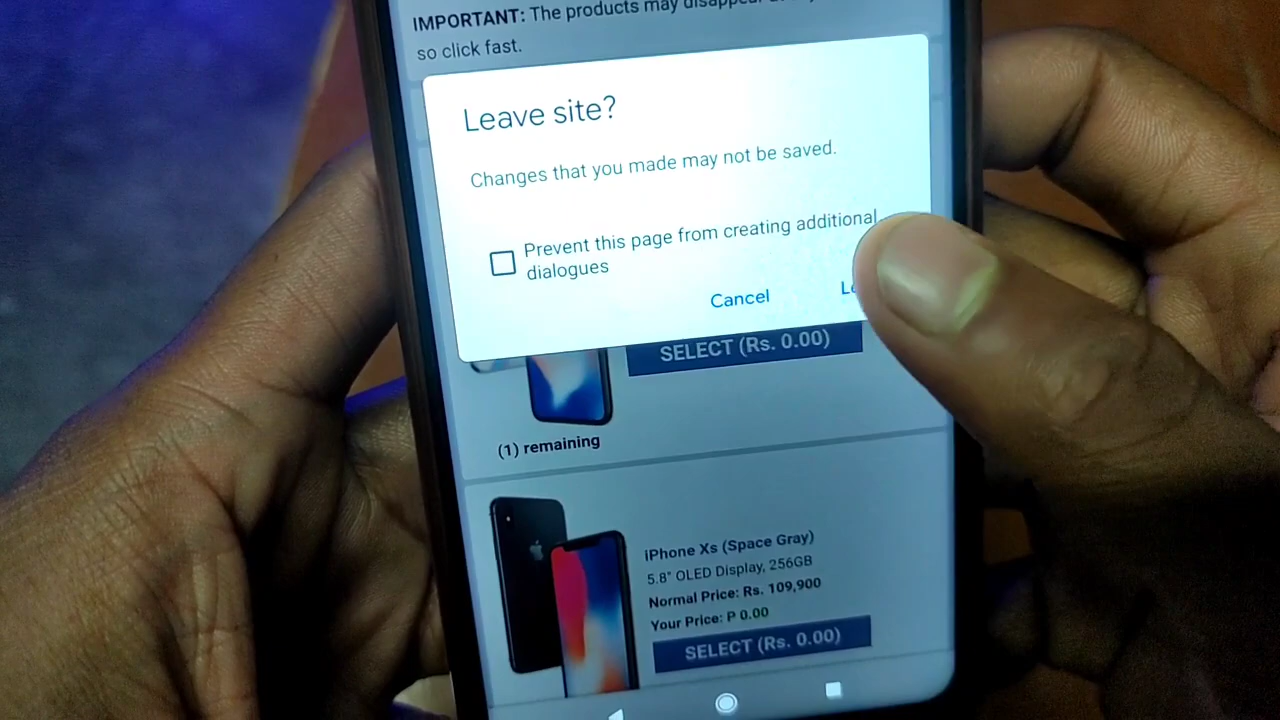 IMPORTANT: The products may disappear at
so click fast.
Leave site?
Changes that you made may not be saved.
Prevent this page from creating additional
dialogues
Cancel
SELECT (Rs. 0.00)
(1) remaining
iPhone Xs (Space Gray)
5.8" OLED Display, 256GB
Normal Price: Rs. 109,900
Your Price: P 0.00
SELECT (Rs. 0.00)